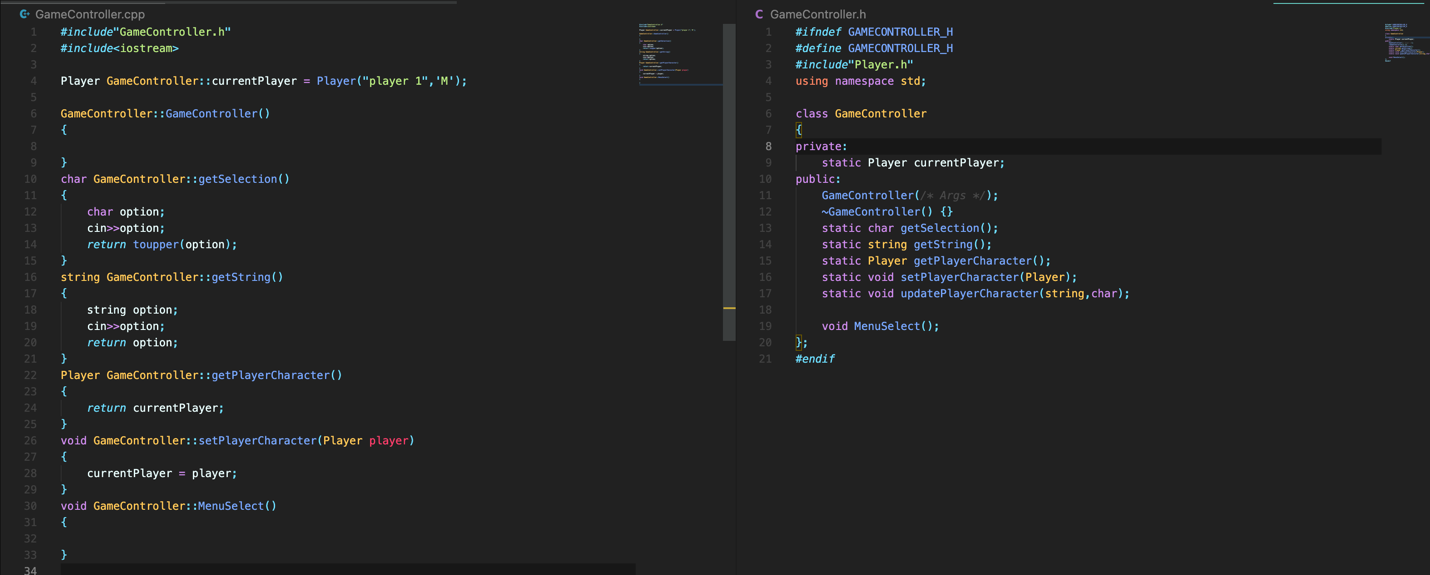 GameController.cpp
1 #include"GameController.h"
2 #include<iostream>
3
4 Player GameController::currentPlayer = Player("player 1",'M');
5
6 GameController::GameController()
7 {
8
9 }
10 char GameController::getSelection()
11 {
12 char option;
13 cin>>option;
14 return toupper(option);
15 }
16 string GameController::getString()
17 {
18 string option;
19 cin>>option;
20 return option;
21 }
22 Player GameController::getPlayerCharacter()
23 {
24 return currentPlayer;
25 }
26 void GameController::setPlayerCharacter(Player player)
27 {
28 currentPlayer = player;
29 }
30 void GameController::MenuSelect()
31 {
32
33 }
34
C GameController.h
1 #ifndef GAMECONTROLLER_H
2 #define GAMECONTROLLER_H
3 #include"Player.h"
4 using namespace std;
5
6 class GameController
7 {
8 private:
9 static Player currentPlayer;
10 public:
11 GameController(/* Args */);
12 ~GameController() {}
13 static char getSelection();
14 static string getString();
15 static Player getPlayerCharacter();
16 static void setPlayerCharacter(Player);
17 static void updatePlayerCharacter(string,char);
18
19 void MenuSelect();
20 };
21 #endif